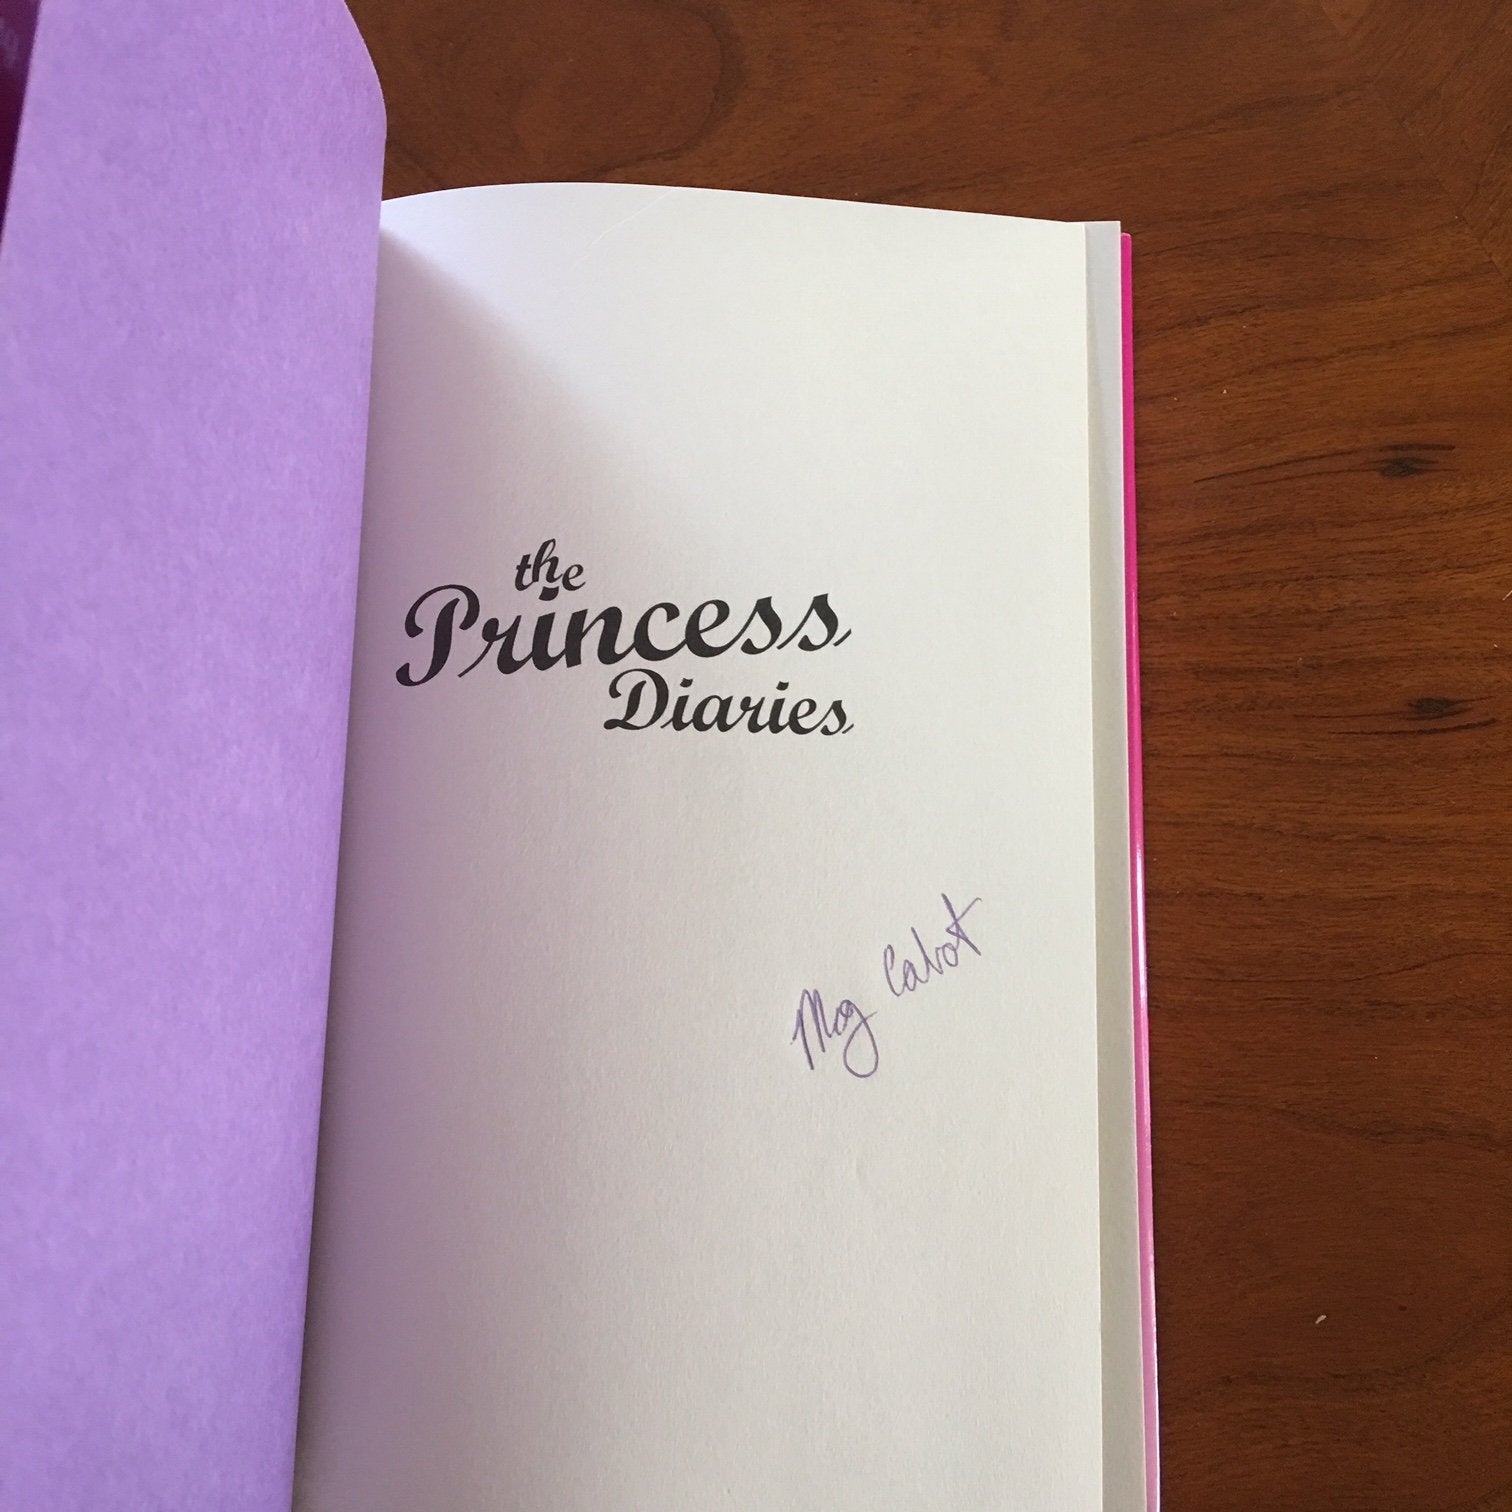 the
Princess
Diaries
Meg Cabot